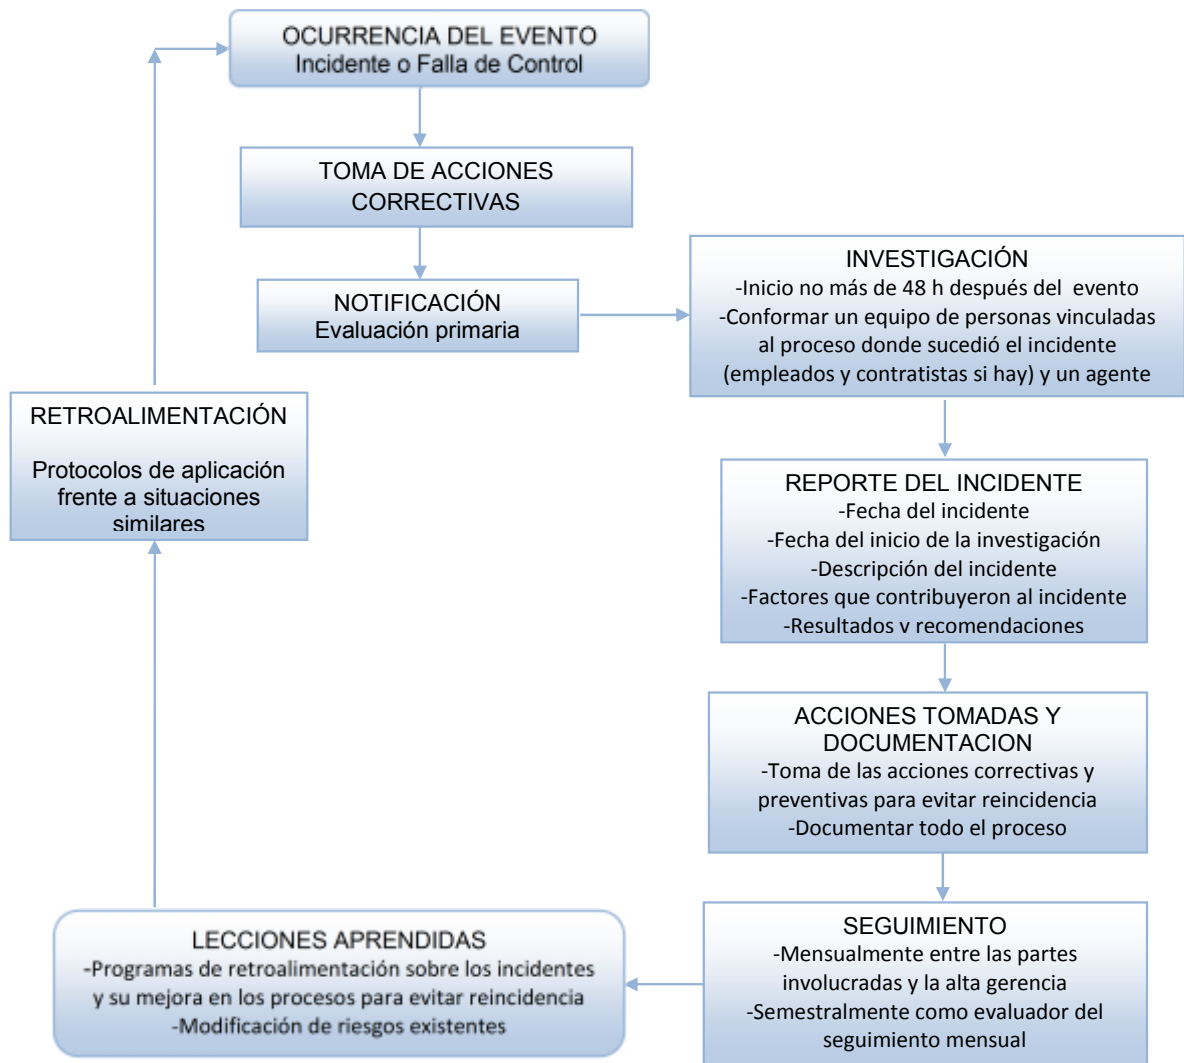 OCURRENCIA DEL EVENTO
Incidente o Falla de Control
TOMA DE ACCIONES
CORRECTIVAS
NOTIFICACIÓN
Evaluación primaria
INVESTIGACIÓN
-Inicio no más de 48 h después del evento
-Conformar un equipo de personas vinculadas
al proceso donde sucedió el incidente
(empleados y contratistas si hay) y un agente
REPORTE DEL INCIDENTE
-Fecha del incidente
-Fecha del inicio de la investigación
-Descripción del incidente
-Factores que contribuyeron al incidente
-Resultados y recomendaciones
ACCIONES TOMADAS Y
DOCUMENTACION
-Toma de las acciones correctivas y
preventivas para evitar reincidencia
-Documentar todo el proceso
SEGUIMIENTO
-Mensualmente entre las partes
involucradas y la alta gerencia
-Semestralmente como evaluador del
seguimiento mensual
LECCIONES APRENDIDAS
-Programas de retroalimentación sobre los incidentes
y su mejora en los procesos para evitar reincidencia
-Modificación de riesgos existentes
RETROALIMENTACIÓN
Protocolos de aplicación
frente a situaciones
similares